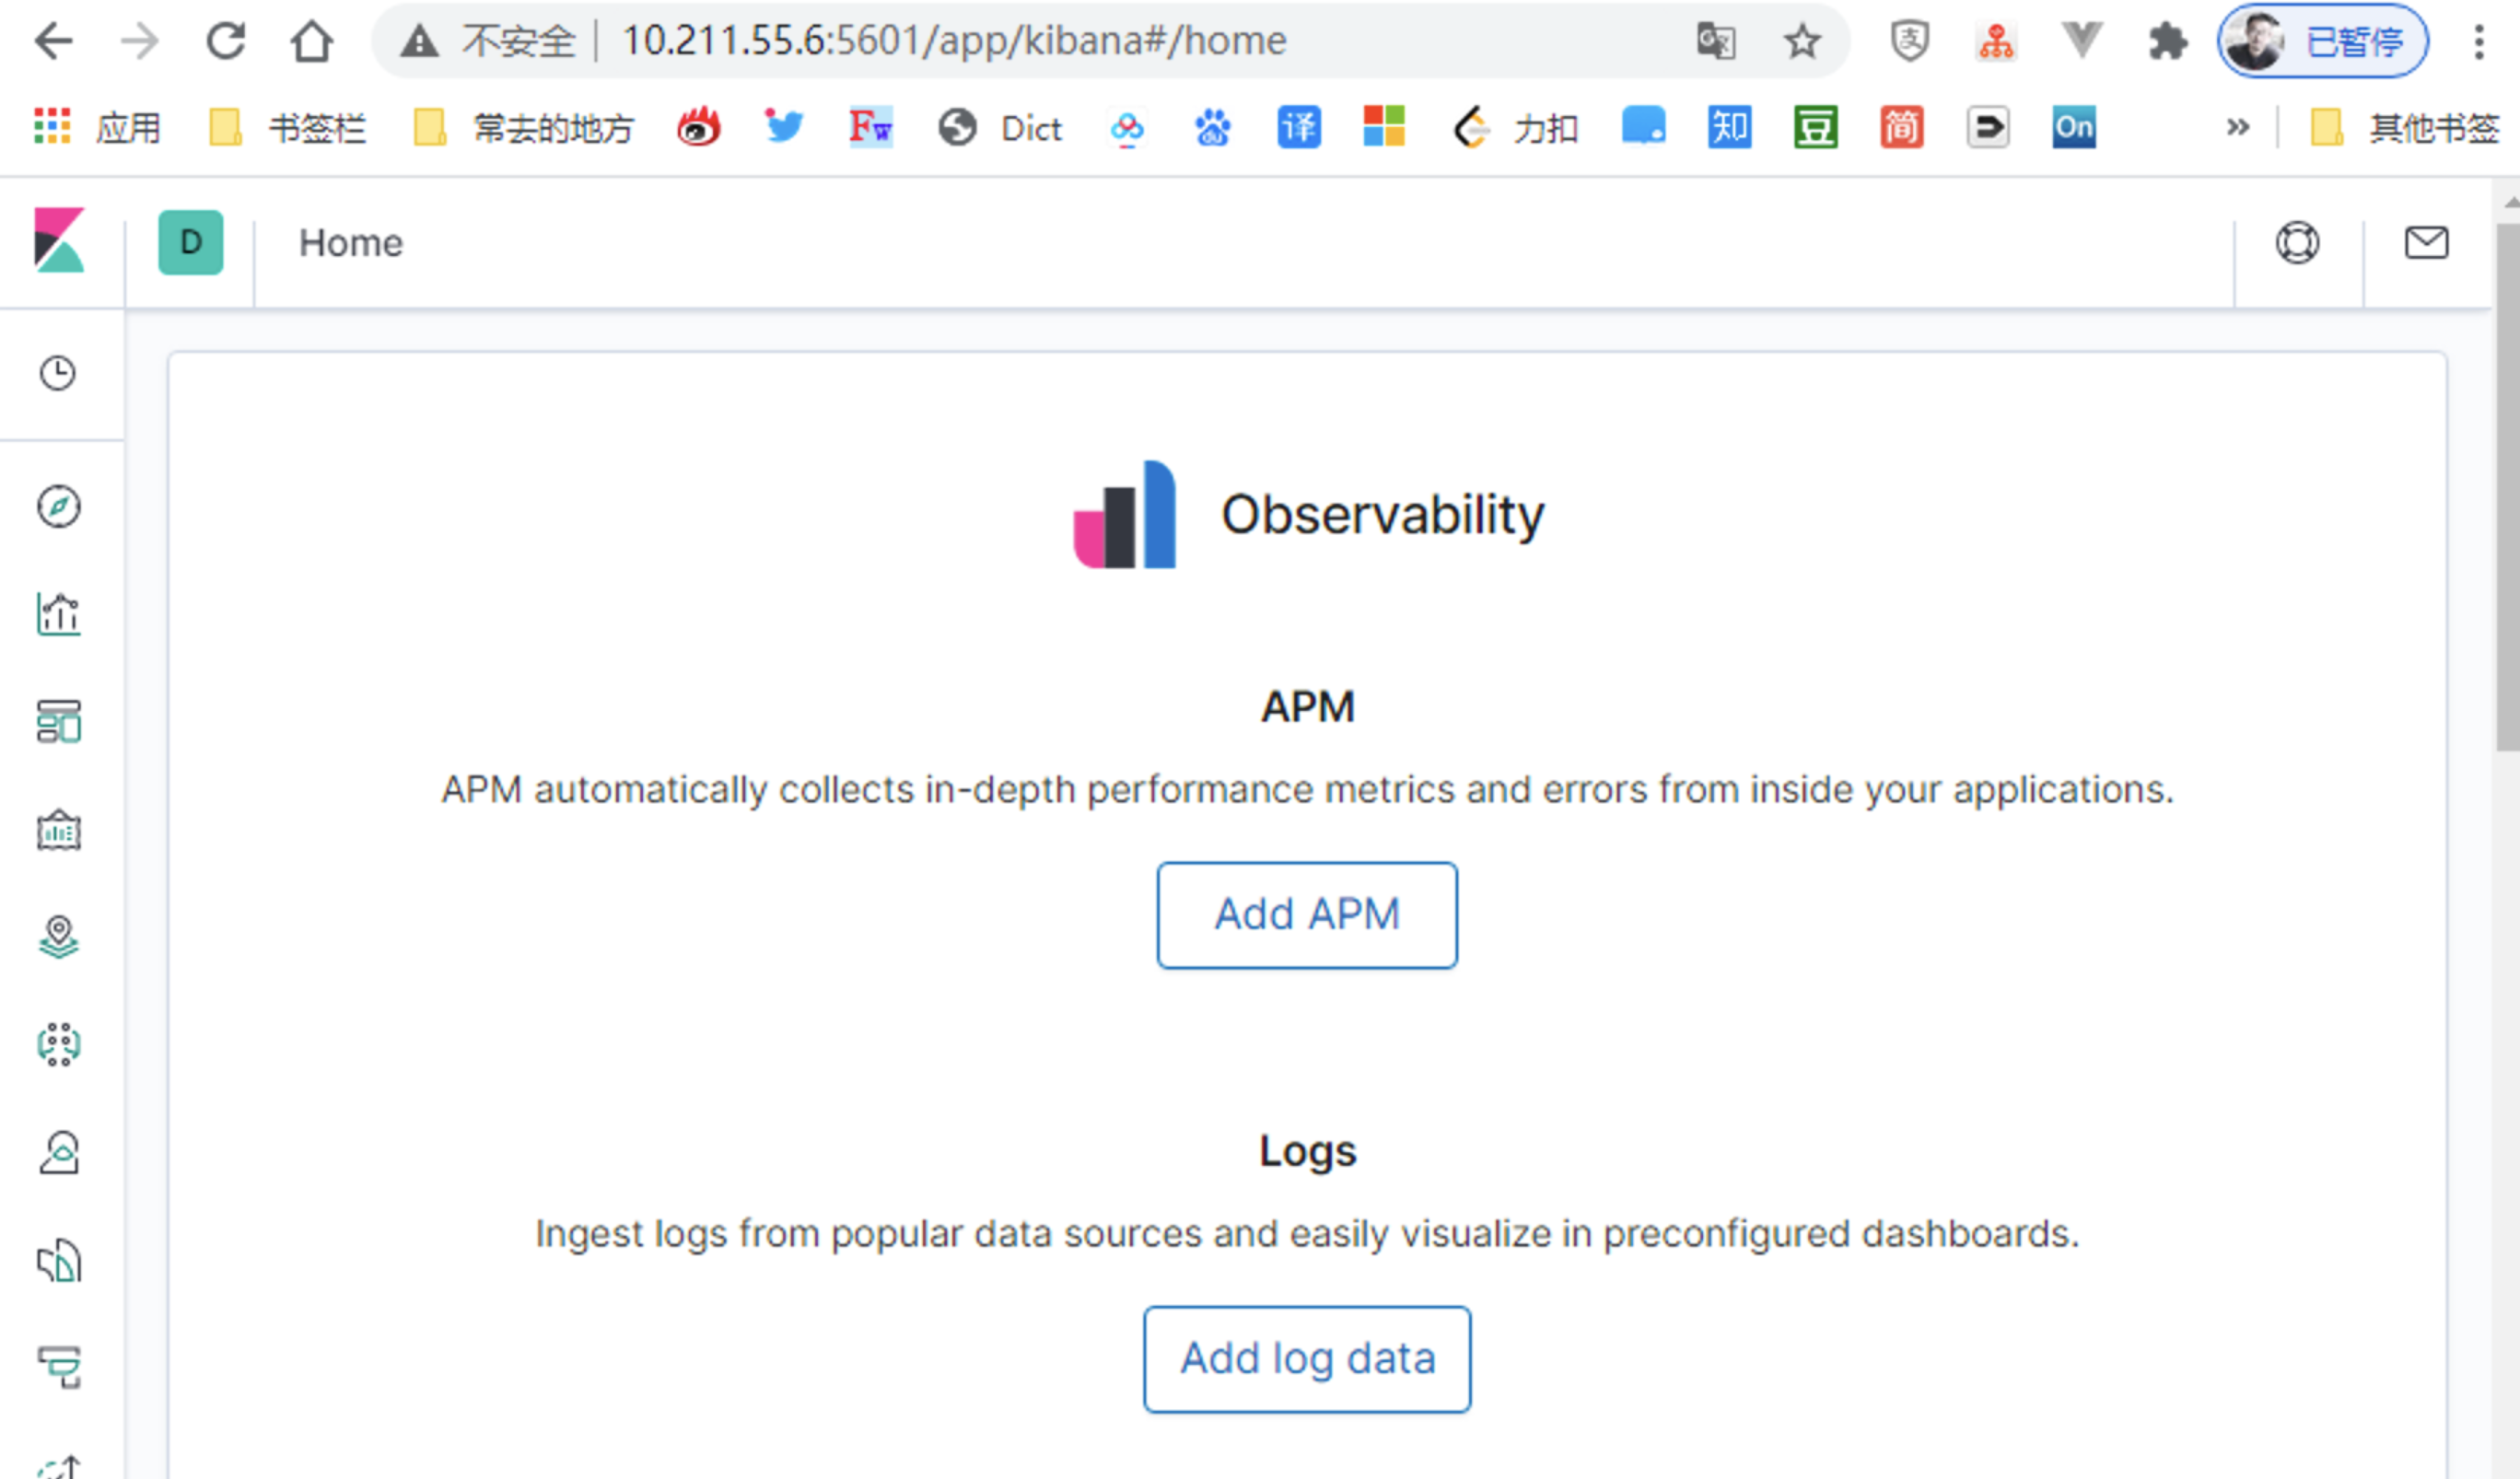 不安全 10.211.55.6:5601/app/kibana#/home 已暂停
应用 书签栏 常去的地方 Fw Dict du 译 力扣 知 豆 简 On » 其他书签
D Home
Observability
APM
APM automatically collects in-depth performance metrics and errors from inside your applications.
Add APM
Logs
Ingest logs from popular data sources and easily visualize in preconfigured dashboards.
Add log data